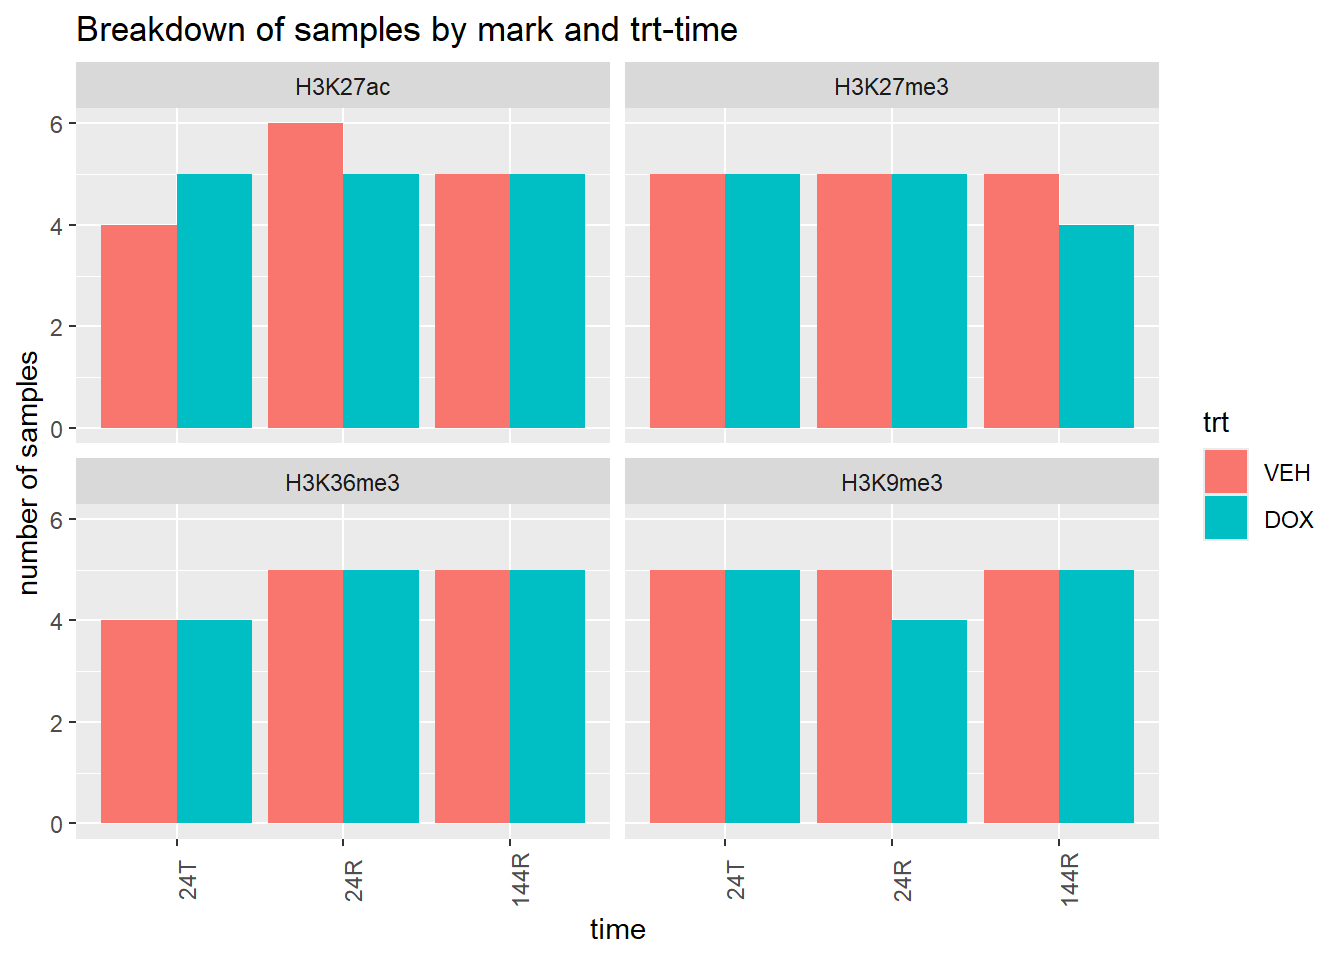 Breakdown of samples by mark and trt-time
H3K27ac
H3K27me3
6
4
2
0
number of samples
H3K36me3
H3K9me3
6
4
2
0
24T
24R
144R
24T
24R
144R
time
trt
VEH
DOX